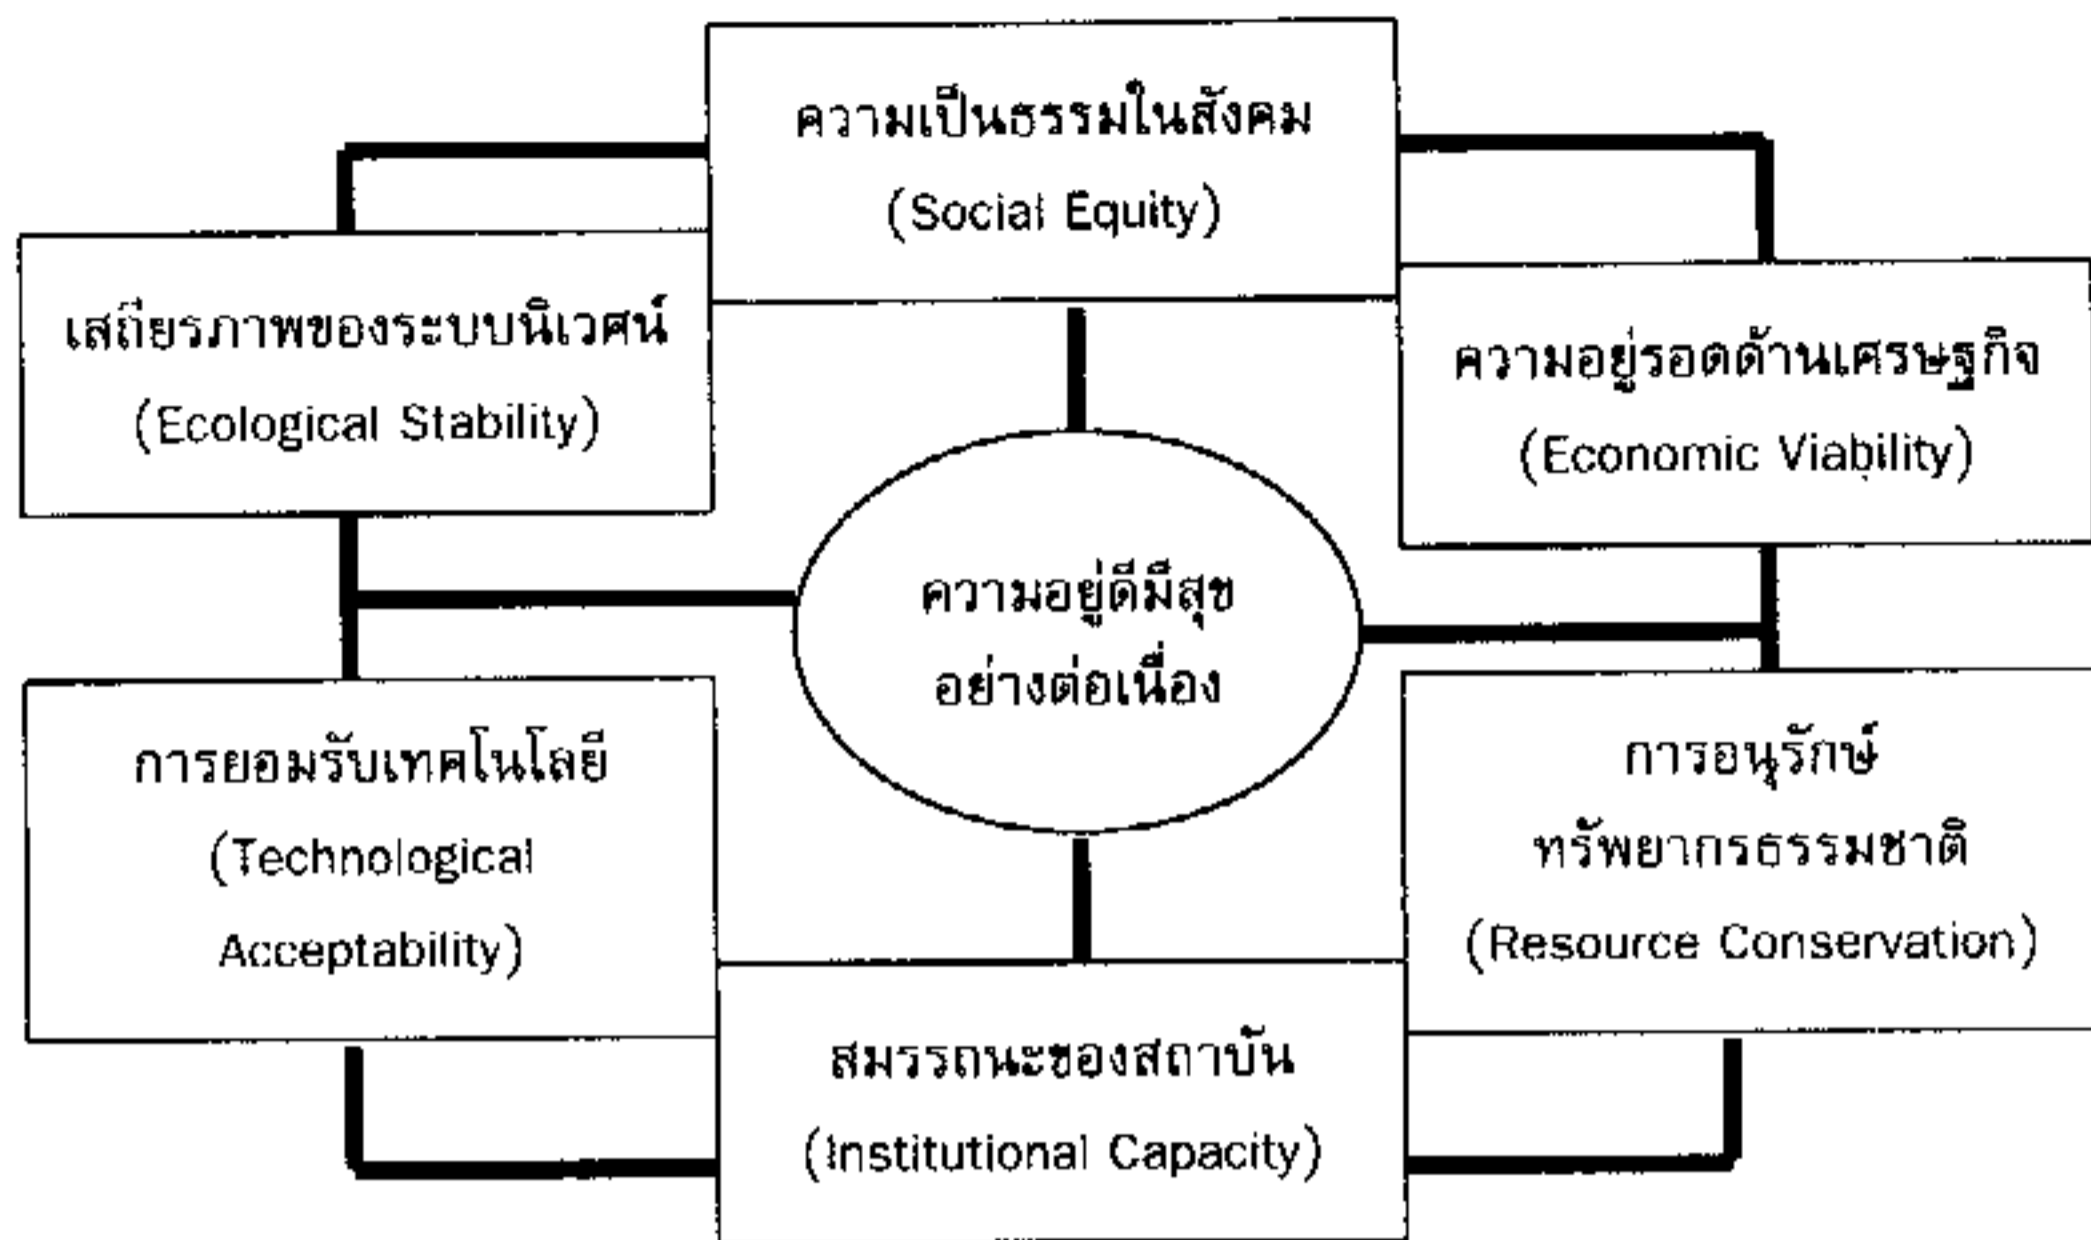 ความเป็นธรรมในสังคม
(Social Equity)
เสถียรภาพของระบบนิเวศน์
(Ecological Stability)
ความอยู่รอดด้านเศรษฐกิจ
(Economic Viability)
ความอยู่ดีมีสุข
อย่างต่อเนื่อง
การยอมรับเทคโนโลยี
(Technological
Acceptability)
การอนุรักษ์
ทรัพยากรธรรมชาติ
(Resource Conservation)
สมรรถนะของสถาบัน
(Institutional Capacity)